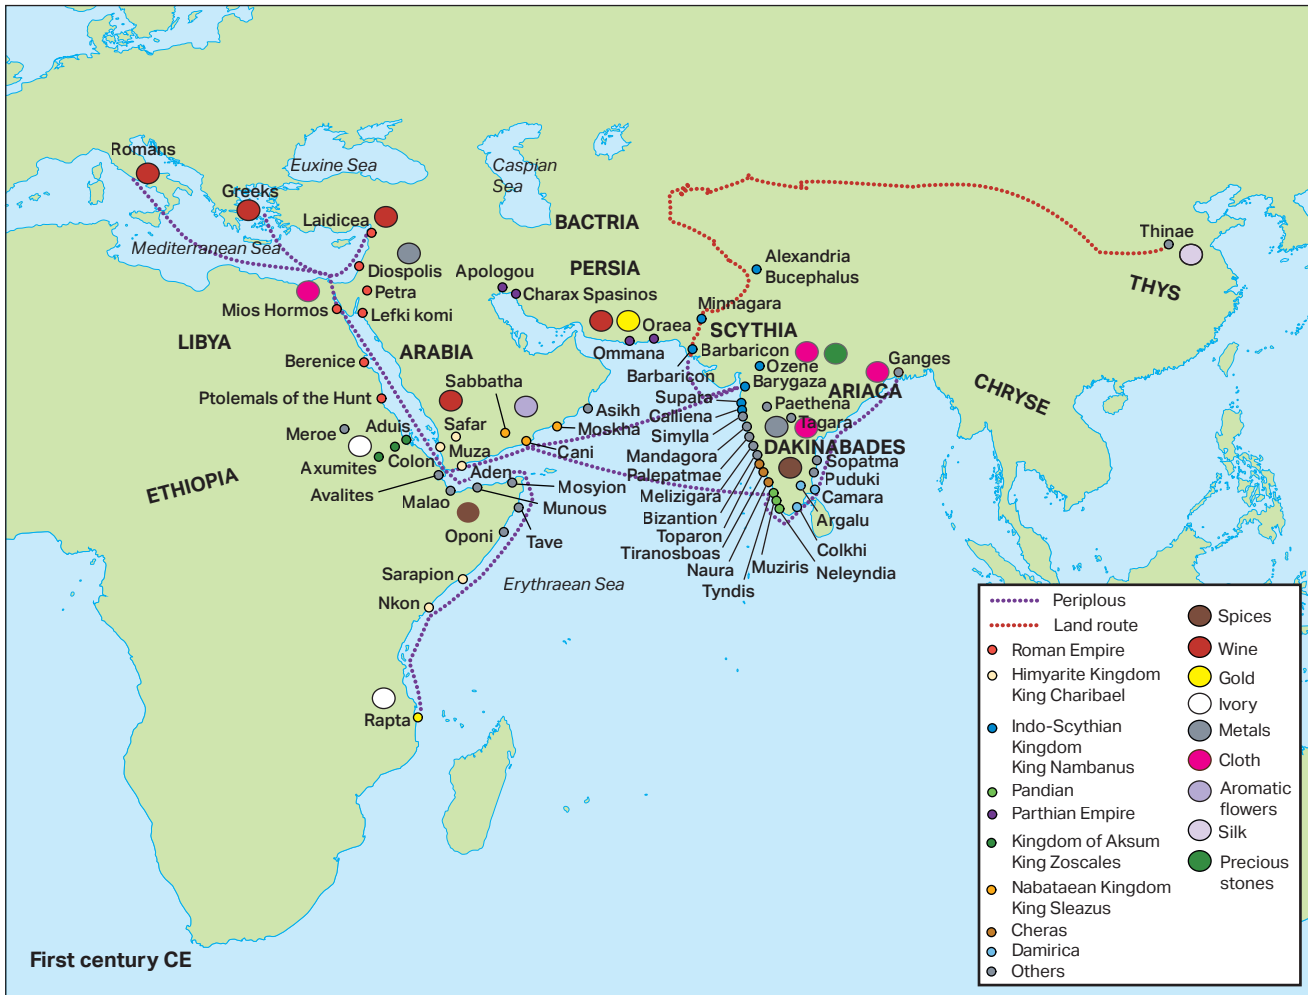 Romans
Euxine Sea
Caspian
Sea
Greeks
Laidicea
BACTRIA
Mediterranean Sea
Thinae
Diospolis
Apologou
PERSIA
Alexandria
Bucephalus
THYS
Petra
Charax Spasinos
Mios Hormos
Lefki komi
Minnagara
LIBYA
Oraea
SCYTHIA
ARABIA
Ommana
Barbaricon
Ganges
Berenice
Barbaricon
Ozene
Sabbatha
Barygaza
ARIACA
CHRYSE
Ptolemals of the Hunt
Supara
Paethena
Asikh
Calliena
Tagara
Meroe
Aduis
Safar
Moskha
Simylla
Muza
Cani
Mandagora
DAKINABADES
Axumites
Colon
Aden
Palepatmae
Sopatma
ETHIOPIA
Avalites
Mosyion
Melizigara
Puduki
Malao
Munous
Camara
Bizantion
Argalu
Oponi
Tave
Toparon
Tiranosboas
Colkhi
Naura
Muziris
Neleyndia
Sarapion
Erythraean Sea
Tyndis
Nkon
Rapta
Periplous
Land route
Roman Empire
Himyarite Kingdom
King Charibael
Indo-Scythian
Kingdom
King Nambanus
Pandian
Parthian Empire
Kingdom of Aksum
King Zoscales
Nabataean Kingdom
King Sleazus
Cheras
Damirica
Others
Spices
Wine
Gold
Ivory
Metals
Cloth
Aromatic
flowers
Silk
Precious
stones
First century CE